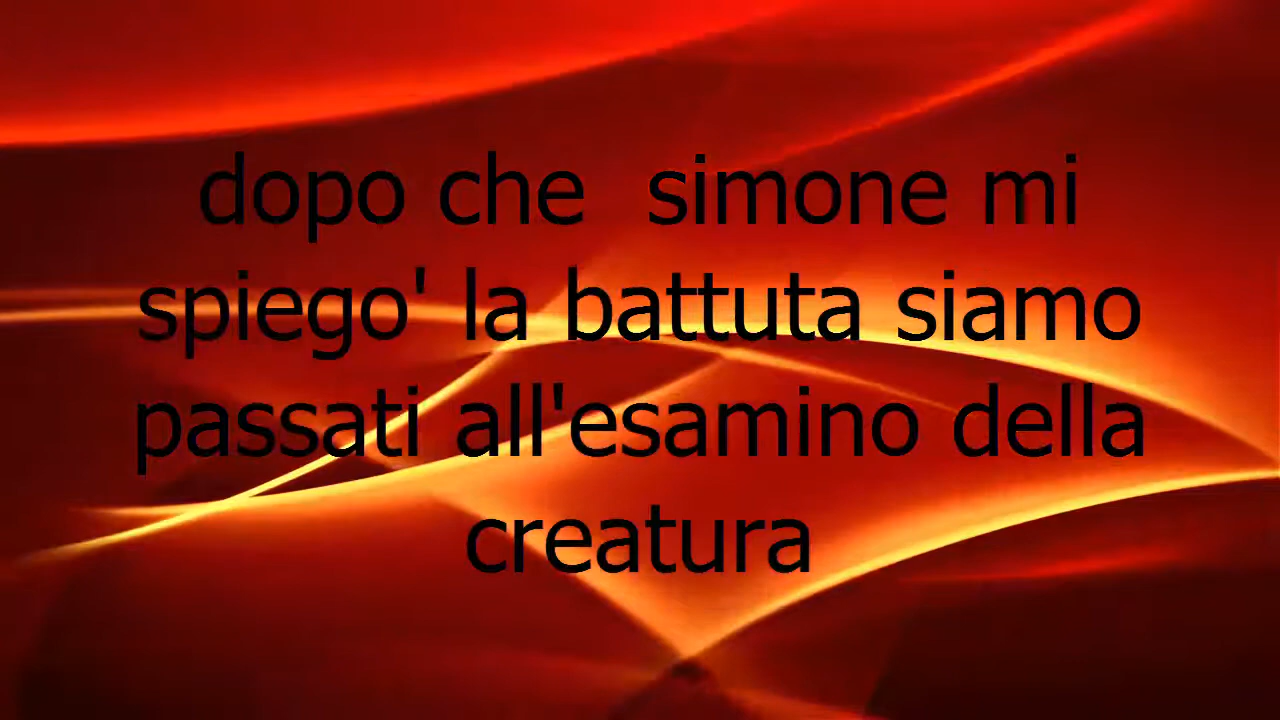 dopo che  simone mi
spiego' la battuta siamo
passati all'esamino della
creatura